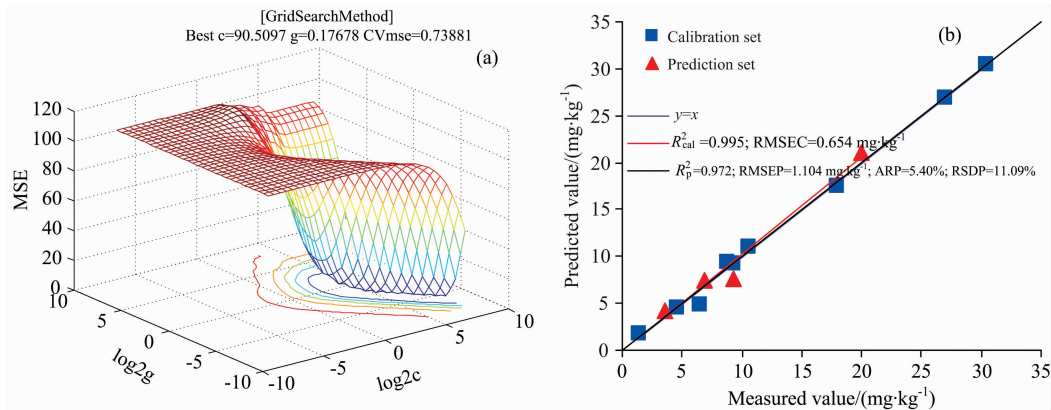 [GridSearchMethod]
Best c=90.5097 g=0.17678 CVmse=0.73881
(a)
MSE
120
100
80
60
40
20
0
10
5
0
-5
-10
log2g
-10
-5
0
5
10
log2c
(b)
Predicted value/(mg·kg⁻¹)
35
30
25
20
15
10
5
0
Calibration set
Prediction set
y=x
R²cal=0.995; RMSEC=0.654 mg·kg⁻¹
R²p=0.972; RMSEP=1.104 mg·kg⁻¹; ARP=5.40%; RSDP=11.09%
0 5 10 15 20 25 30 35
Measured value/(mg·kg⁻¹)